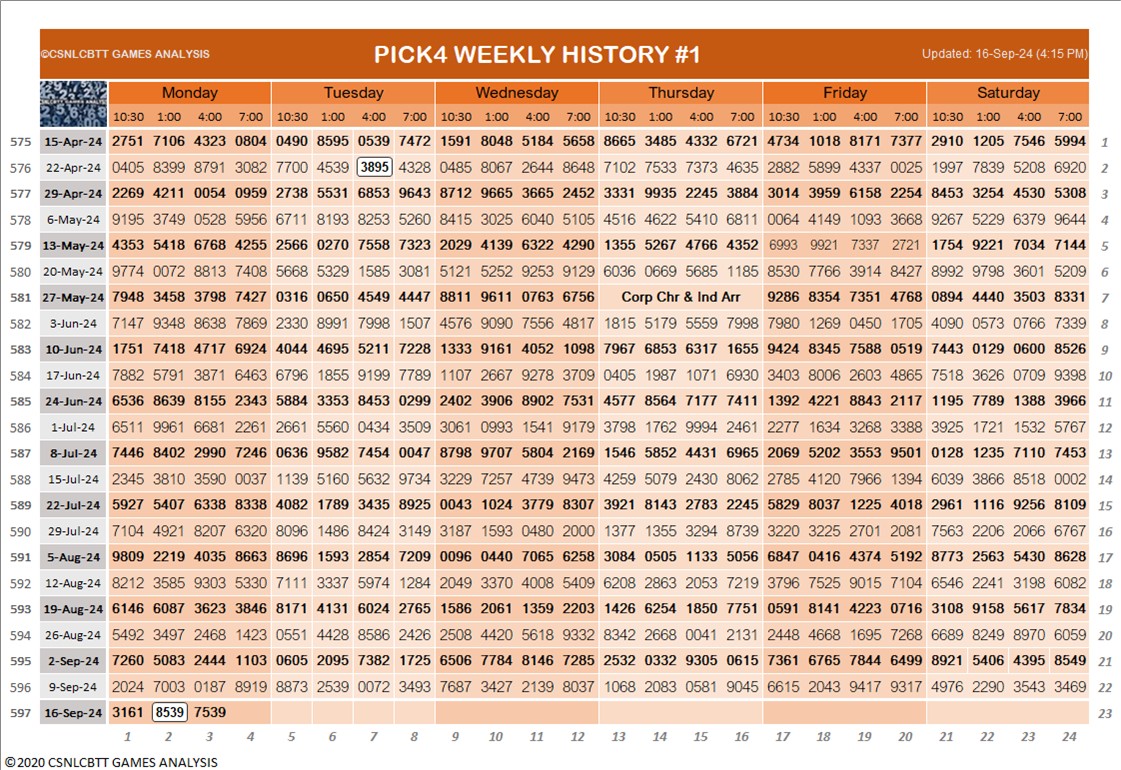 ©CSNLCBTT GAMES ANALYSIS PICK4 WEEKLY HISTORY #1 Updated: 16-Sep-24 (4:15 PM)
Monday Tuesday Wednesday Thursday Friday Saturday
10:30 1:00 4:00 7:00 10:30 1:00 4:00 7:00 10:30 1:00 4:00 7:00 10:30 1:00 4:00 7:00 10:30 1:00 4:00 7:00 10:30 1:00 4:00 7:00
575 15-Apr-24 2751 7106 4323 0804 0490 8595 0539 7472 1591 8048 5184 5658 8665 3485 4332 6721 4734 1018 8171 7377 2910 1205 7546 5994 1
576 22-Apr-24 0405 8399 8791 3082 7700 4539 3895 4328 0485 8067 2644 8648 7102 7533 7373 4635 2882 5899 4337 0025 1997 7839 5208 6920 2
577 29-Apr-24 2269 4211 0054 0959 2738 5531 6853 9643 8712 9665 3665 2452 3331 9935 2245 3884 3014 3959 6158 2254 8453 3254 4530 5308 3
578 6-May-24 9195 3749 0528 5956 6711 8193 8253 5260 8415 3025 6040 5105 4516 4622 5410 6811 0064 4149 1093 3668 9267 5229 6379 9644 4
579 13-May-24 4353 5418 6768 4255 2566 0270 7558 7323 2029 4139 6322 4290 1355 5267 4766 4352 6993 9921 7337 2721 1754 9221 7034 7144 5
580 20-May-24 9774 0072 8813 7408 5668 5329 1585 3081 5121 5252 9253 9129 6036 0669 5685 1185 8530 7766 3914 8427 8992 9798 3601 5209 6
581 27-May-24 7948 3458 3798 7427 0316 0650 4549 4447 8811 9611 0763 6756 Corp Chr & Ind Arr 9286 8354 7351 4768 0894 4440 3503 8331 7
582 3-Jun-24 7147 9348 8638 7869 2330 8991 7998 1507 4576 9090 7556 4817 1815 5179 5559 7998 7980 1269 0450 1705 4090 0573 0766 7339 8
583 10-Jun-24 1751 7418 4717 6924 4044 4695 5211 7228 1333 9161 4052 1098 7967 6853 6317 1655 9424 8345 7588 0519 7443 0129 0600 8526 9
584 17-Jun-24 7882 5791 3871 6463 6796 1855 9199 7789 1107 2667 9278 3709 0405 1987 1071 6930 3403 8006 2603 4865 7518 3626 0709 9398 10
585 24-Jun-24 6536 8639 8155 2343 5884 3353 8453 0299 2402 3906 8902 7531 4577 8564 7177 7411 1392 4221 8843 2117 1195 7789 1388 3966 11
586 1-Jul-24 6511 9961 6681 2261 2661 5560 0434 3509 3061 0993 1541 9179 3798 1762 9994 2461 2277 1634 3268 3388 3925 1721 1532 5767 12
587 8-Jul-24 7446 8402 2990 7246 0636 9582 7454 0047 8798 9707 5804 2169 1546 5852 4431 6965 2069 5202 3553 9501 0128 1235 7110 7453 13
588 15-Jul-24 2345 3810 3590 0037 1139 5160 5632 9734 3229 7257 4739 9473 4259 5079 2430 8062 2785 4120 7966 1394 6039 3866 8518 0002 14
589 22-Jul-24 5927 5407 6338 8338 4082 1789 3435 8925 0043 1024 3779 8307 3921 8143 2783 2245 5829 8037 1225 4018 2961 1116 9256 8109 15
590 29-Jul-24 7104 4921 8207 6320 8096 1486 8424 3149 3187 1593 0480 2000 1377 1355 3294 8739 3220 3225 2701 2081 7563 2206 2066 6767 16
591 5-Aug-24 9809 2219 4035 8663 8696 1593 2854 7209 0096 0440 7065 6258 3084 0505 1133 5056 6847 0416 4374 5192 8773 2563 5430 8628 17
592 12-Aug-24 8212 3585 9303 5330 7111 3337 5974 1284 2049 3370 4008 5409 6208 2863 2053 7219 3796 7525 9015 7104 6546 2241 3198 6082 18
593 19-Aug-24 6146 6087 3623 3846 8171 4131 6024 2765 1586 2061 1359 2203 1426 6254 1850 7751 0591 8141 4223 0716 3108 9158 5617 7834 19
594 26-Aug-24 5492 3497 2468 1423 0551 4428 8586 2426 2508 4420 5618 9332 8342 2668 0041 2131 2448 4668 1695 7268 6689 8249 8970 6059 20
595 2-Sep-24 7260 5083 2444 1103 0605 2095 7382 1725 6506 7784 8146 7285 2532 0332 9305 0615 7361 6765 7844 6499 8921 5406 4395 8549 21
596 9-Sep-24 2024 7003 0187 8919 8873 2539 0072 3493 7687 3427 2139 8037 1068 2083 0581 9045 6615 2043 9417 9317 4976 2290 3543 3469 22
597 16-Sep-24 3161 8539 7539 23
1 2 3 4 5 6 7 8 9 10 11 12 13 14 15 16 17 18 19 20 21 22 23 24
©2020 CSNLCBTT GAMES ANALYSIS